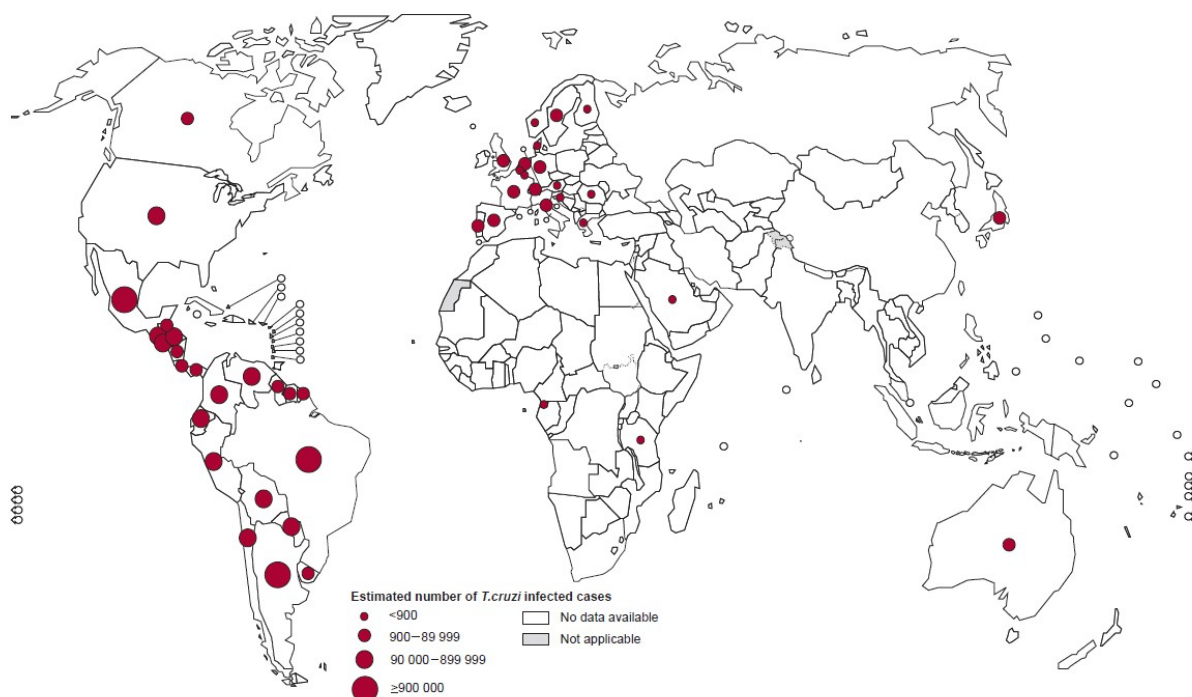 Estimated number of T.cruzi infected cases
<900
900–89 999
90 000–899 999
≥900 000
No data available
Not applicable